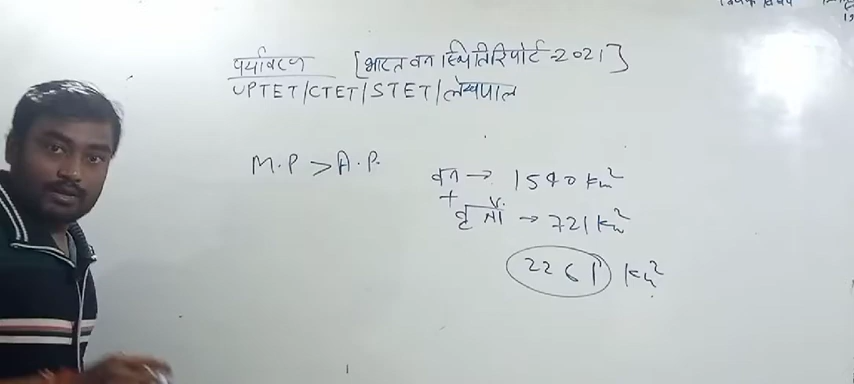 पर्यावरण [भारत वन स्थिति रिपोर्ट-2021]
UPTET/CTET/STET/लेखपाल
M.P > A.P.
वन → 1540 Km²
+
वृक्षों → 721 Km²
2261 Km²